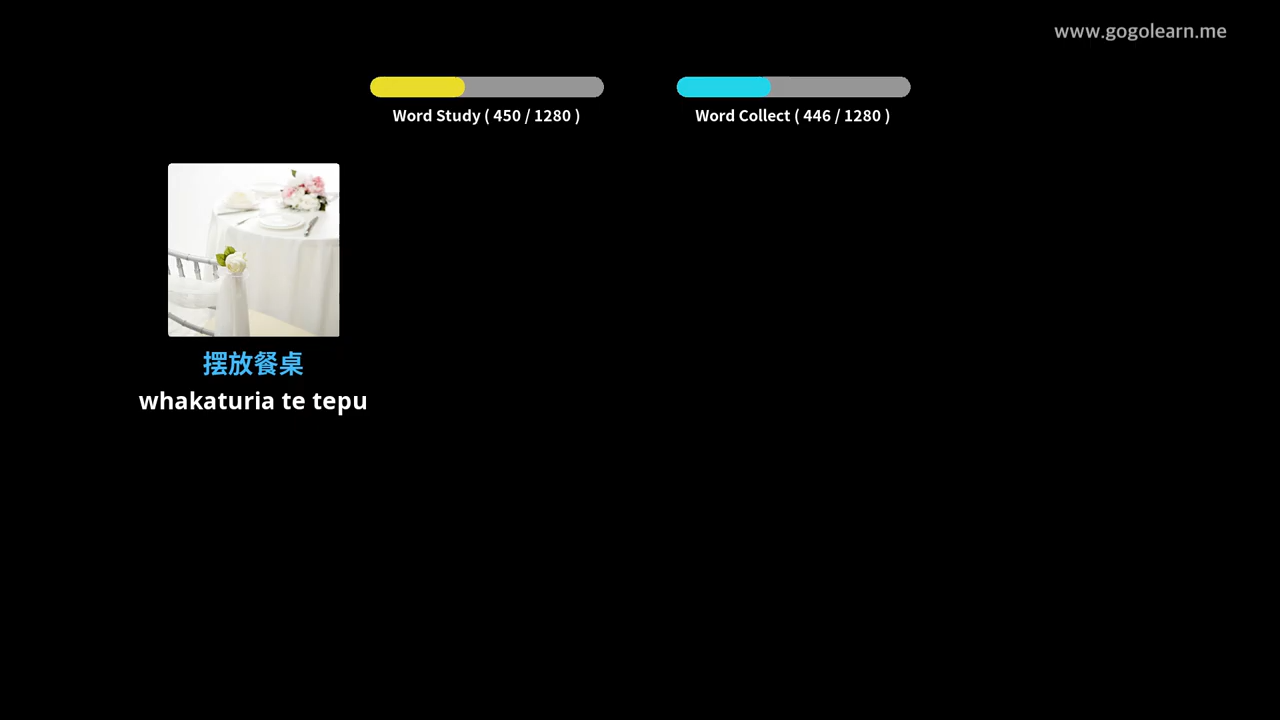 www.gogolearn.me
Word Study ( 450 / 1280 )
Word Collect ( 446 / 1280 )
摆放餐桌
whakaturia te tepu